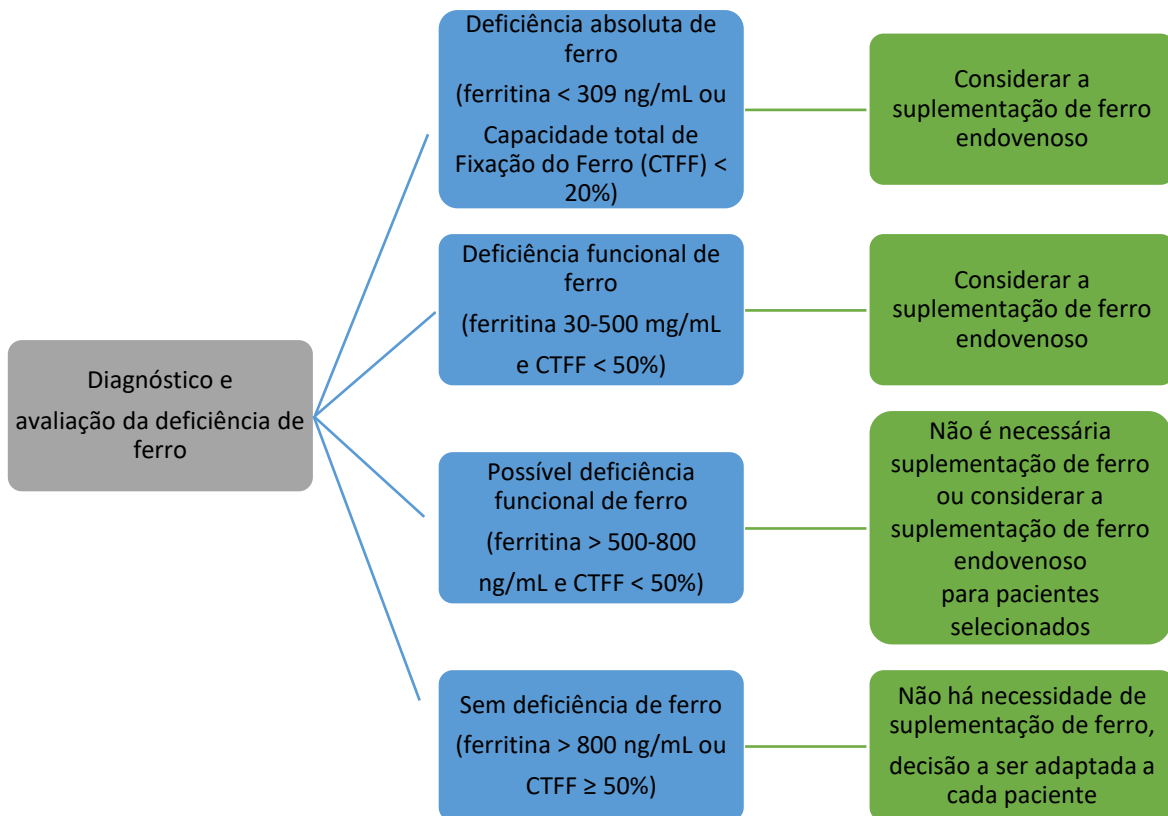 Deficiência absoluta de
ferro
(ferritina < 309 ng/mL ou
Capacidade total de
Fixação do Ferro (CTFF) <
20%)
Considerar a
suplementação de ferro
endovenoso
Deficiência funcional de
ferro
(ferritina 30-500 mg/mL
e CTFF < 50%)
Considerar a
suplementação de ferro
endovenoso
Diagnóstico e
avaliação da deficiência de
ferro
Possível deficiência
funcional de ferro
(ferritina > 500-800
ng/mL e CTFF < 50%)
Não é necessária
suplementação de ferro
ou considerar a
suplementação de ferro
endovenoso
para pacientes
selecionados
Sem deficiência de ferro
(ferritina > 800 ng/mL ou
CTFF ≥ 50%)
Não há necessidade de
suplementação de ferro,
decisão a ser adaptada a
cada paciente